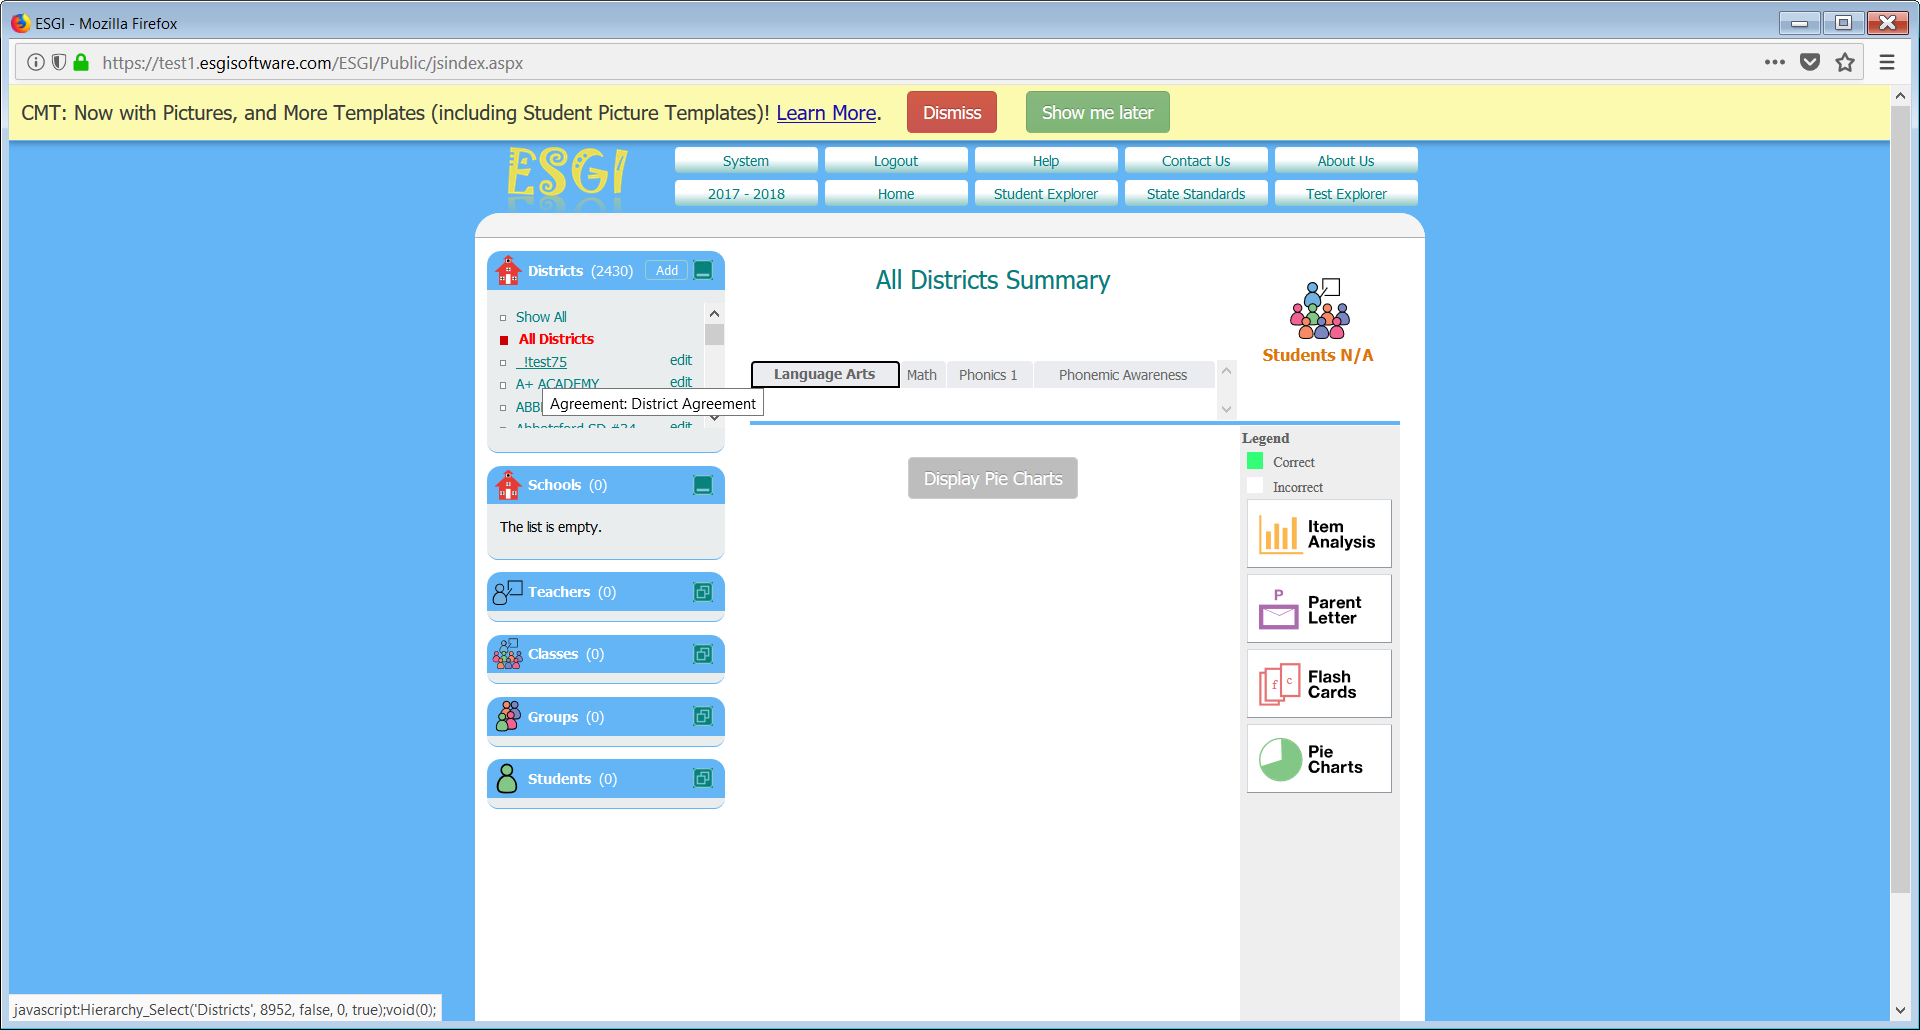 ESGI - Mozilla Firefox
https://test1.esgisoftware.com/ESGI/Public/jsindex.aspx
CMT: Now with Pictures, and More Templates (including Student Picture Templates)! Learn More. Dismiss Show me later
ESGI
System Logout Help Contact Us About Us
2017 - 2018 Home Student Explorer State Standards Test Explorer
Districts (2430) Add
Show All
All Districts
_!test75 edit
A+ ACADEMY edit
ABB
Agreement: District Agreement
Abbotsford SD #34 edit
Schools (0)
The list is empty.
Teachers (0)
Classes (0)
Groups (0)
Students (0)
All Districts Summary
Students N/A
Language Arts Math Phonics 1 Phonemic Awareness
Display Pie Charts
Legend
Correct
Incorrect
Item
Analysis
P
Parent
Letter
f c
Flash
Cards
Pie
Charts
javascript:Hierarchy_Select('Districts', 8952, false, 0, true);void(0);